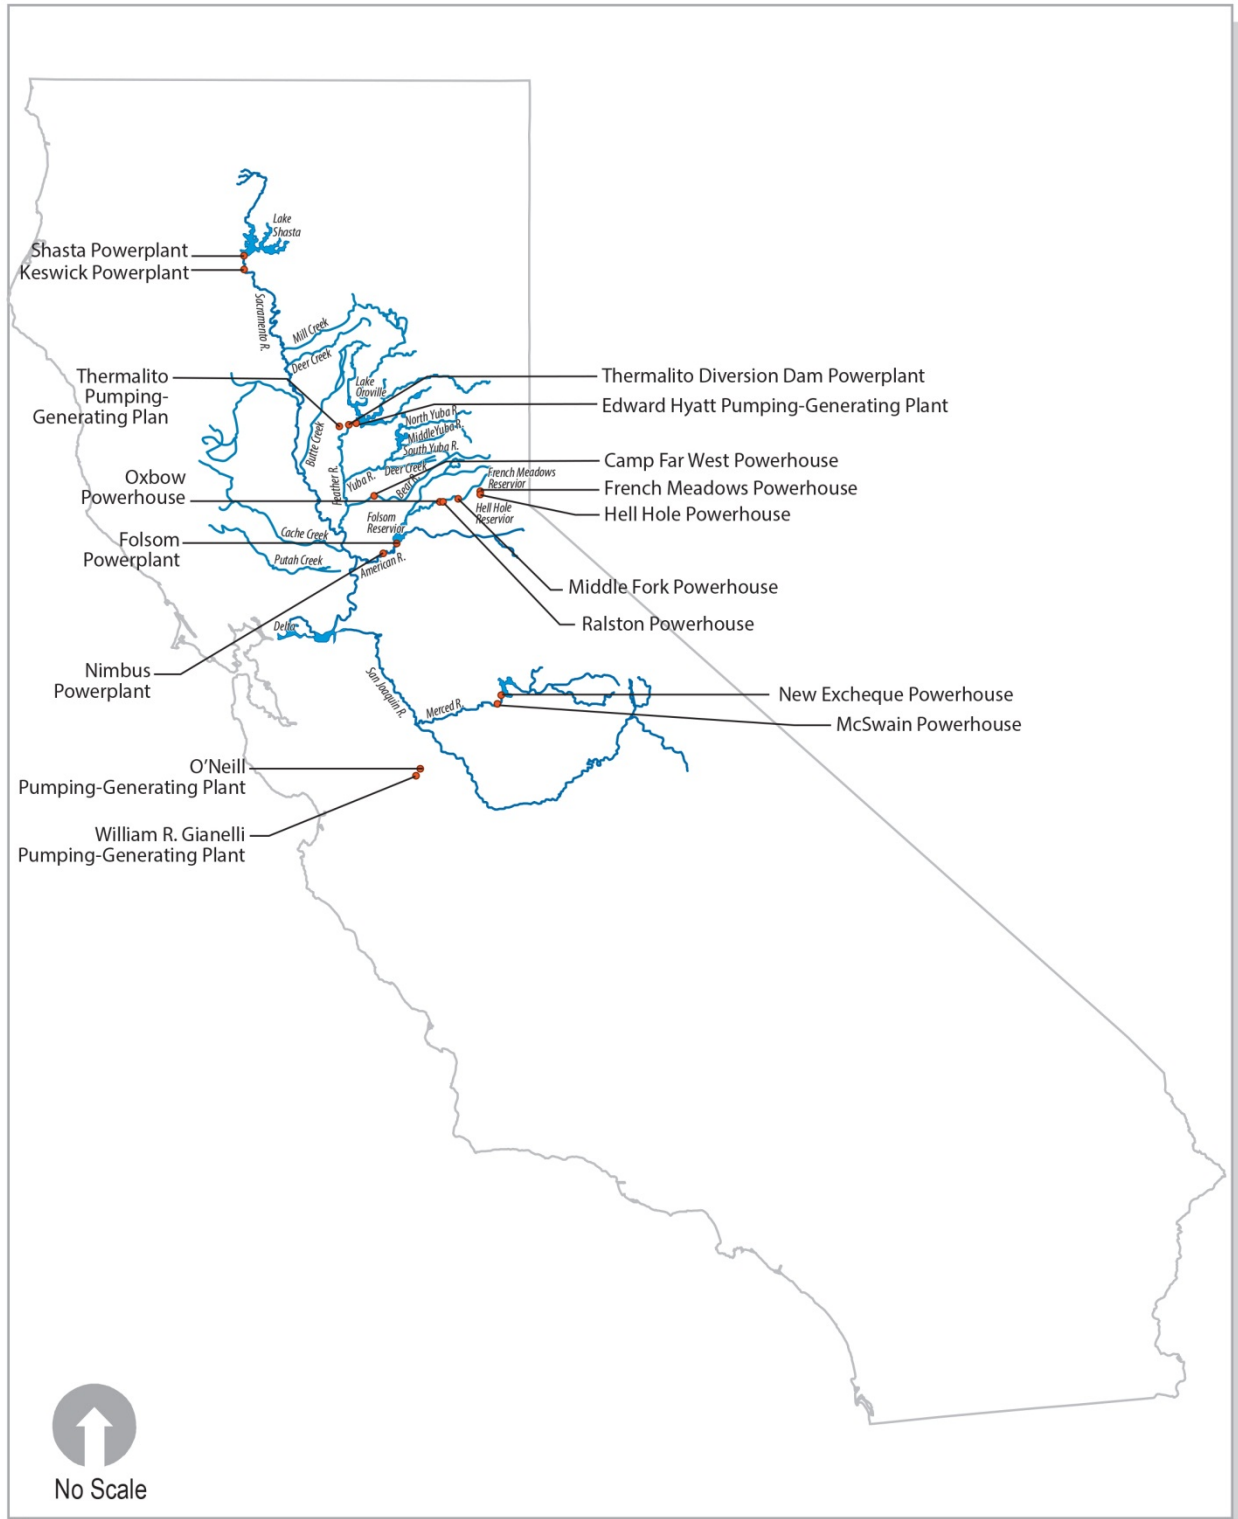 Lake
Shasta
Shasta Powerplant
Keswick Powerplant
Sacramento R.
Mill Creek
Deer Creek
Thermalito
Pumping-
Generating Plan
Lake
Oroville
Thermalito Diversion Dam Powerplant
Edward Hyatt Pumping-Generating Plant
North Yuba R.
Middle Yuba R.
South Yuba R.
Butte Creek
Feather R.
Yuba R.
Deer Creek
Bear R.
Camp Far West Powerhouse
French Meadows
Reservior
French Meadows Powerhouse
Hell Hole Powerhouse
Hell Hole
Reservior
Oxbow
Powerhouse
Folsom
Reservior
Cache Creek
Folsom
Powerplant
Putah Creek
American R.
Middle Fork Powerhouse
Ralston Powerhouse
Delta
Nimbus
Powerplant
San Joaquin R.
Merced R.
New Excheque Powerhouse
McSwain Powerhouse
O'Neill
Pumping-Generating Plant
William R. Gianelli
Pumping-Generating Plant
No Scale